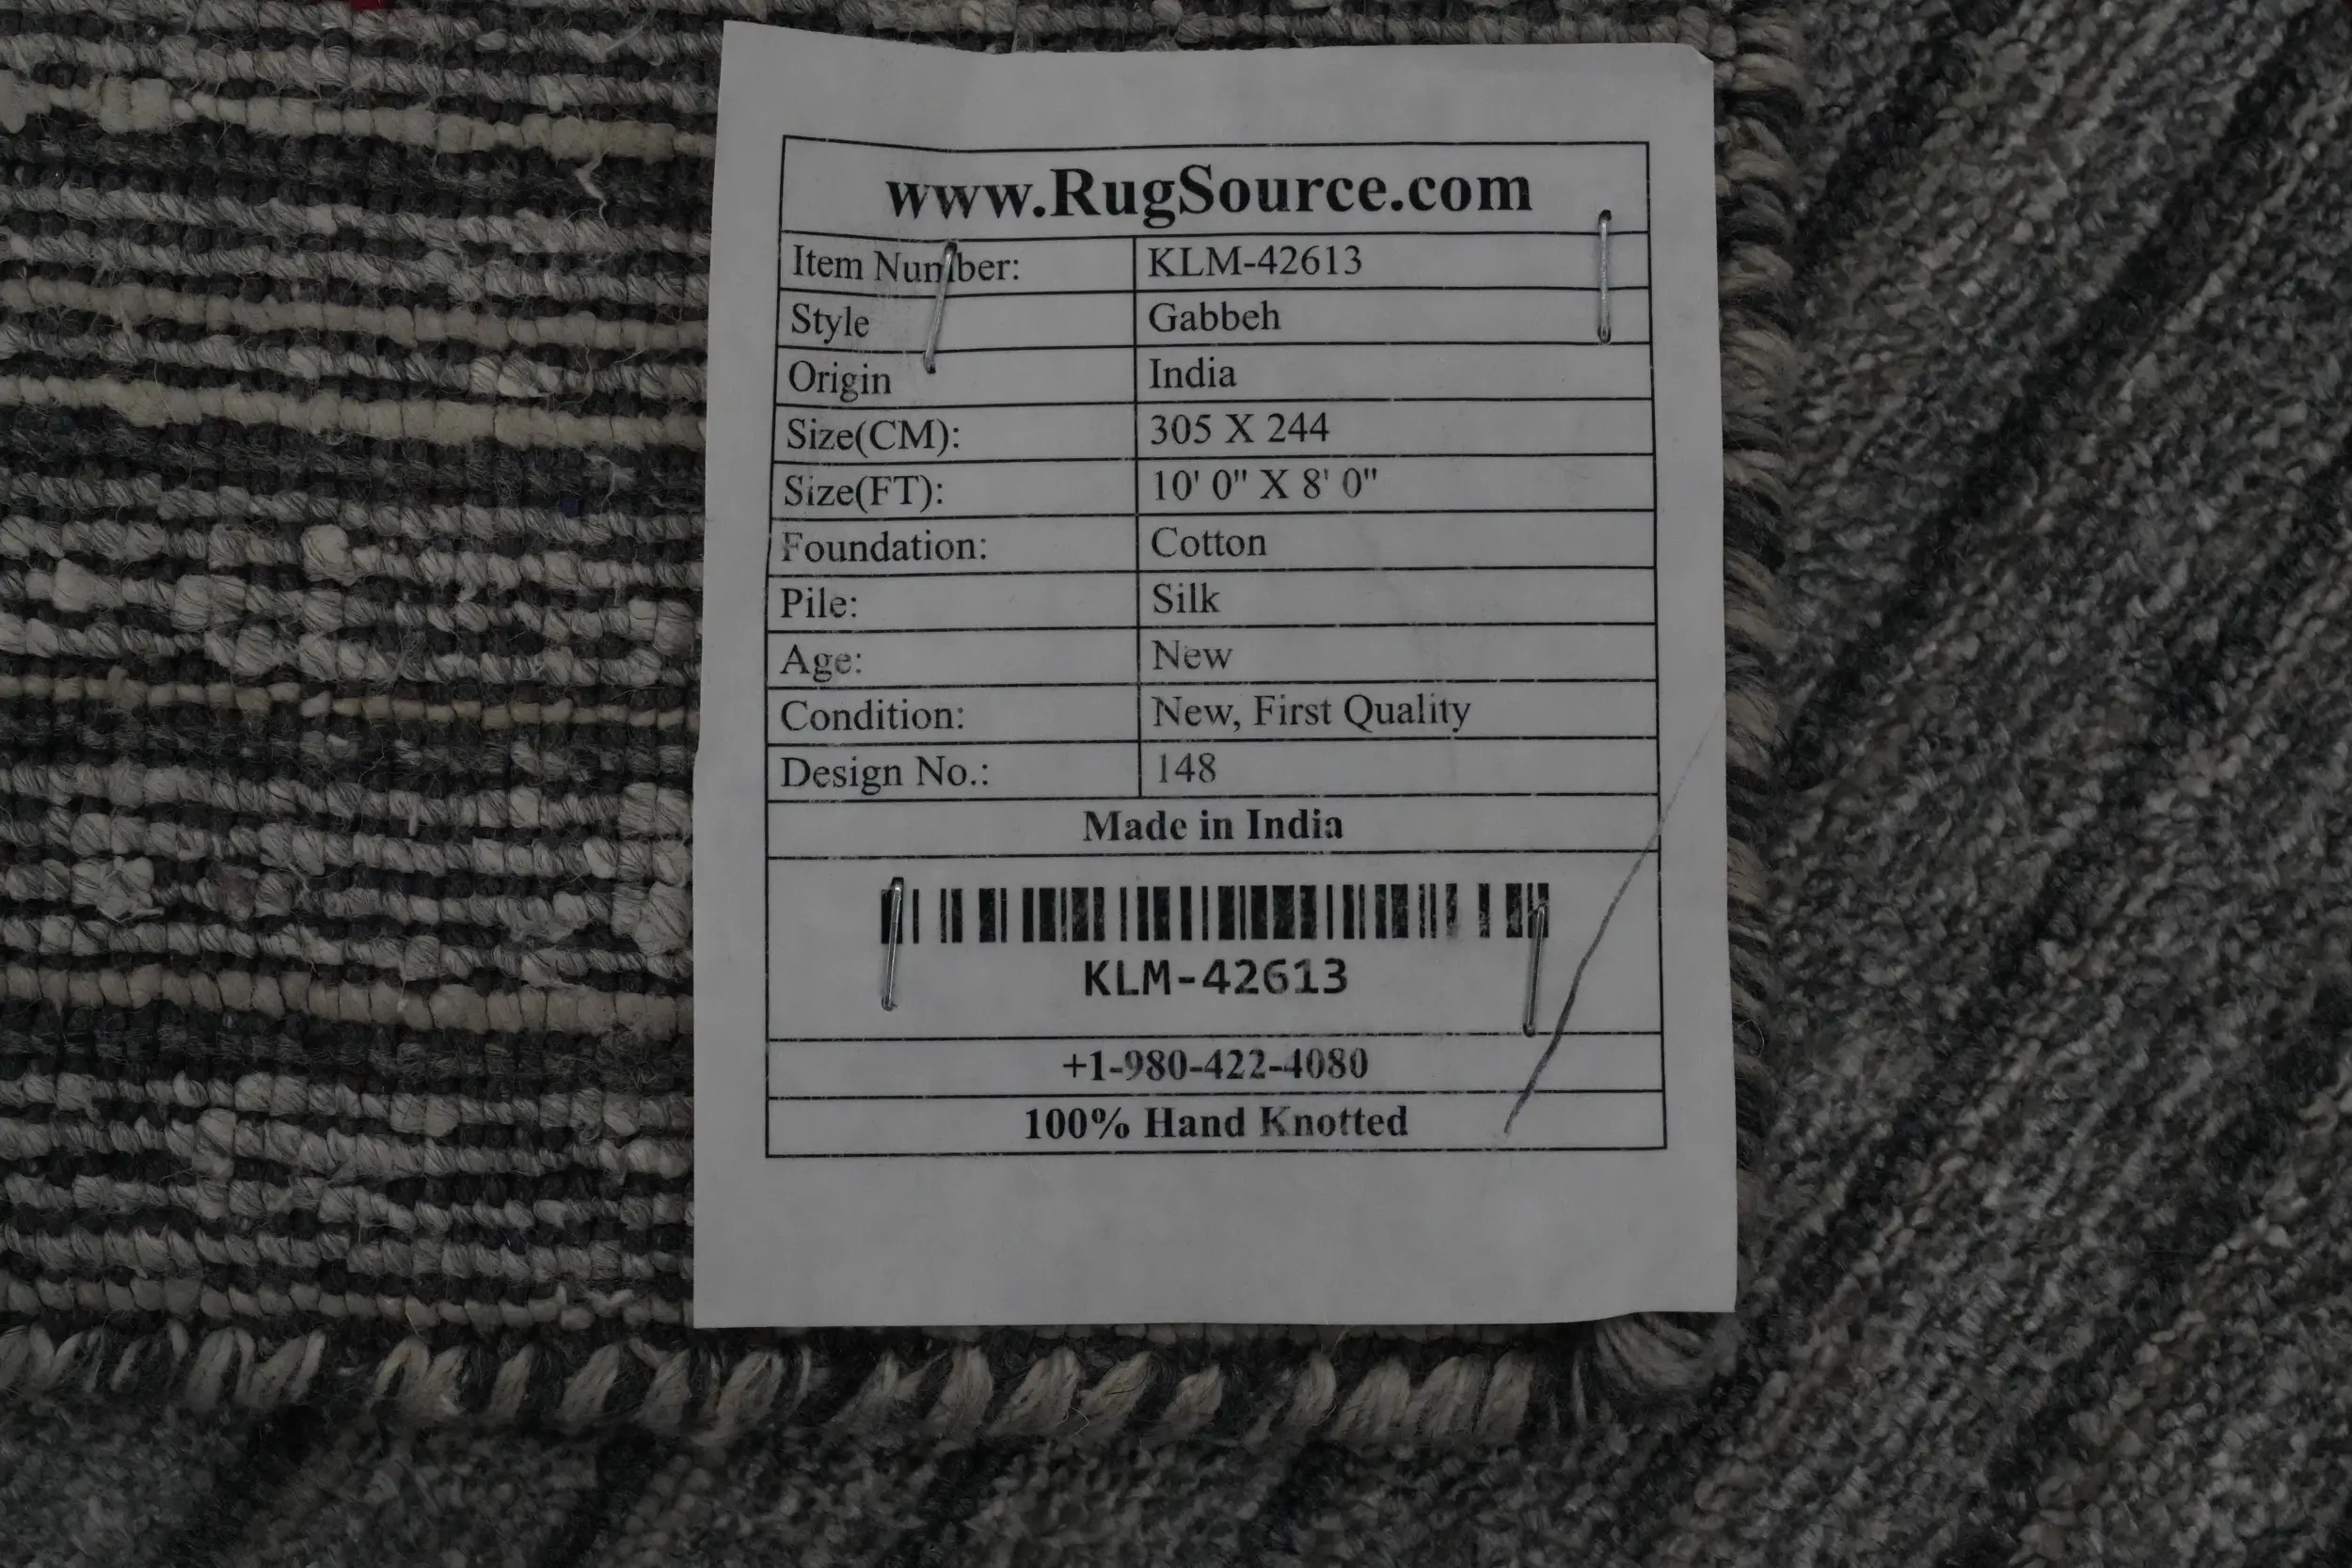 www.RugSource.com
Item Number: KLM-42613
Style Gabbeh
Origin India
Size(CM): 305 X 244
Size(FT): 10' 0" X 8' 0"
Foundation: Cotton
Pile: Silk
Age: New
Condition: New, First Quality
Design No.: 148
Made in India
KLM-42613
+1-980-422-4080
100% Hand Knotted